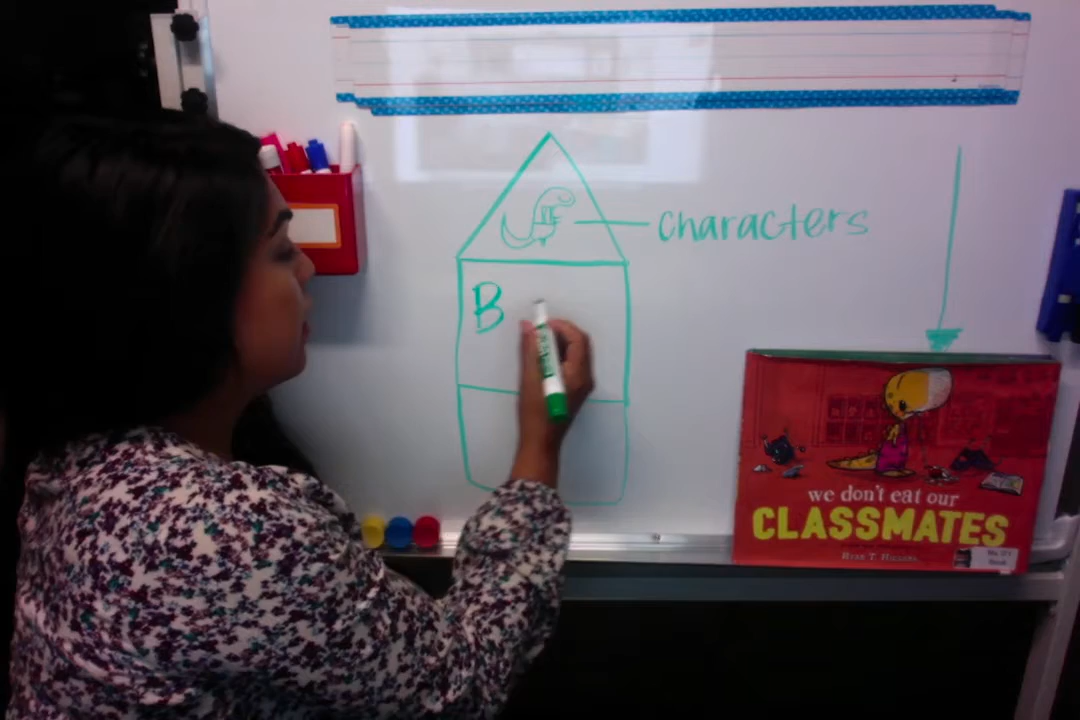 characters
B
we don't eat our
CLASSMATES
Ryan T. Higgins